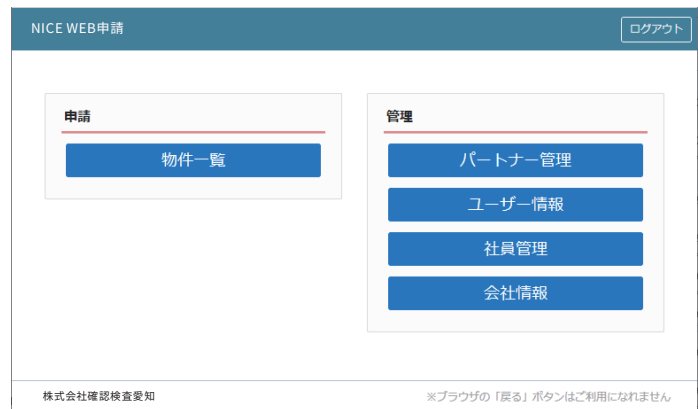 NICE WEB申請
ログアウト
申請
物件一覧
管理
パートナー管理
ユーザー情報
社員管理
会社情報
株式会社確認検査愛知
※ブラウザの「戻る」ボタンはご利用になれません